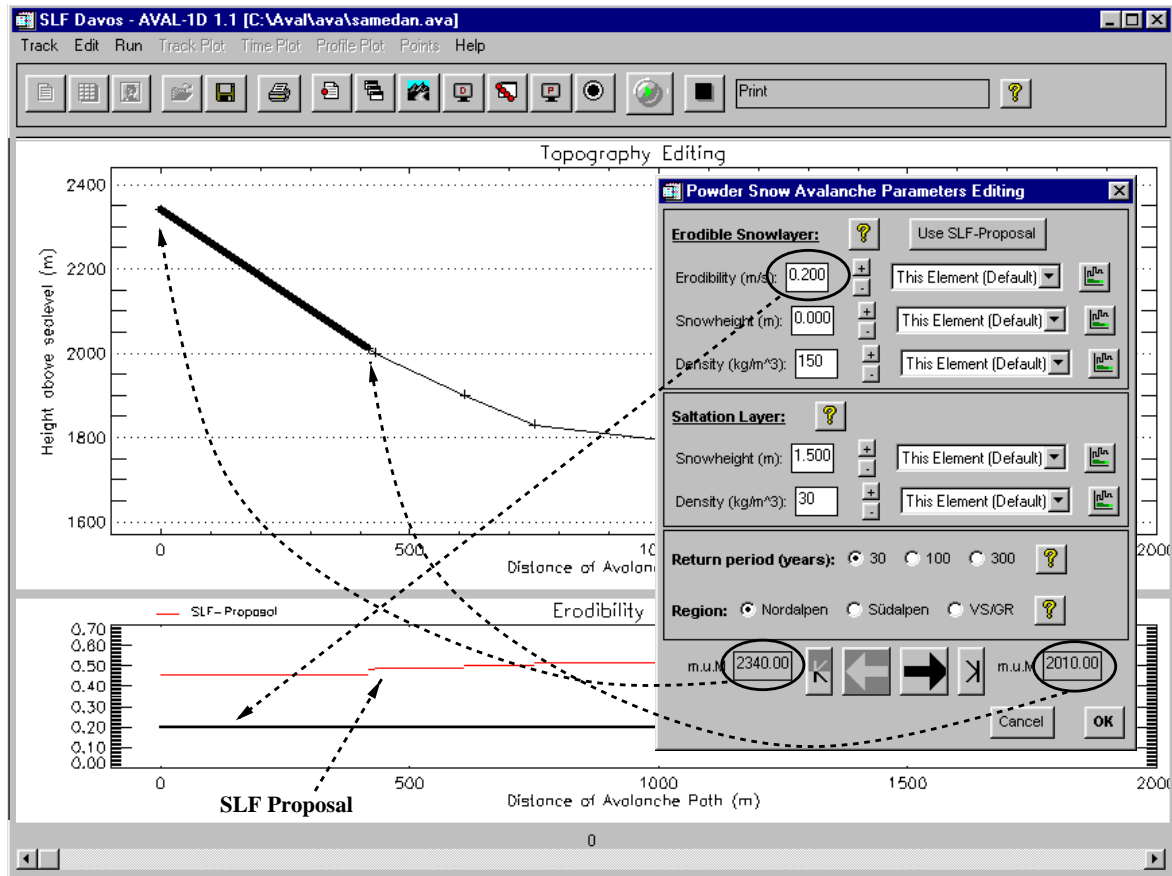 SLF Davos - AVAL-1D 1.1 [C:\Aval\ava\samedan.ava]
Track Edit Run Track Plot Time Plot Profile Plot Points Help
Print
Topography Editing
Height above sealevel (m)
2400
2200
2000
1800
1600
0 500 10 2000
Distance of Avalanc
SLF-Proposal
Erodibility
0.70
0.60
0.50
0.40
0.30
0.20
0.10
0.00
0 500 1000 1500 2000
Distance of Avalanche Path (m)
SLF Proposal
0
Powder Snow Avalanche Parameters Editing
Erodible Snowlayer: Use SLF-Proposal
Erodibility (m/s): 0.200 + - This Element (Default)
Snowheight (m): 0.000 + - This Element (Default)
Density (kg/m^3): 150 + - This Element (Default)
Saltation Layer:
Snowheight (m): 1.500 + - This Element (Default)
Density (kg/m^3): 30 + - This Element (Default)
Return period (years): 30 100 300
Region: Nordalpen Südalpen VS/GR
m.u.M 2340.00 m.u.M 2010.00
Cancel OK